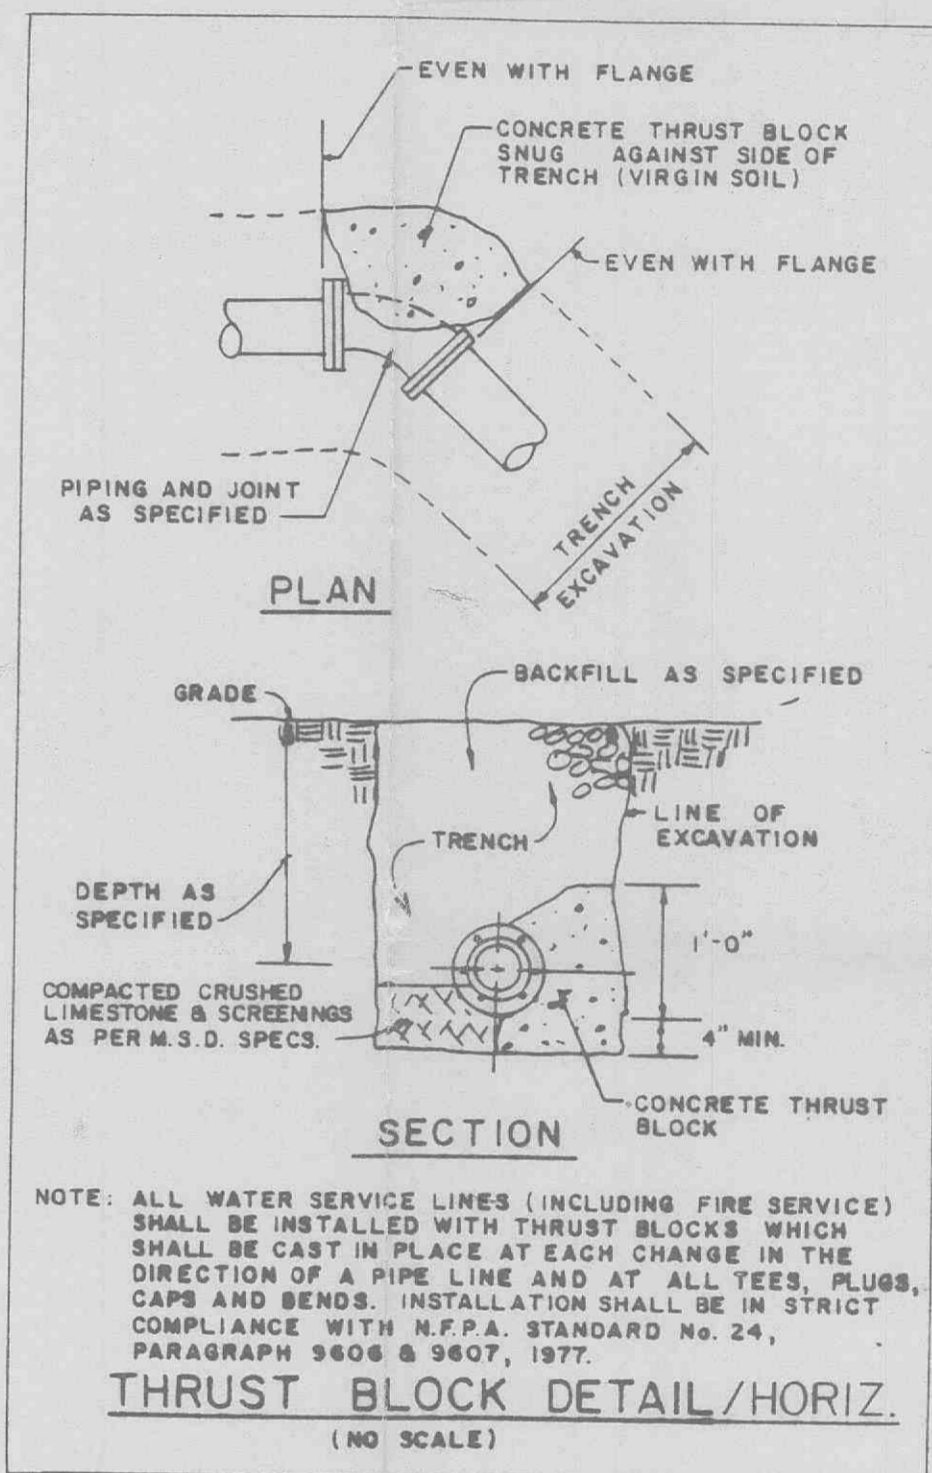 EVEN WITH FLANGE
CONCRETE THRUST BLOCK
SNUG AGAINST SIDE OF
TRENCH (VIRGIN SOIL)
EVEN WITH FLANGE
PIPING AND JOINT
AS SPECIFIED
TRENCH
EXCAVATION
PLAN
BACKFILL AS SPECIFIED
GRADE
LINE OF
EXCAVATION
TRENCH
DEPTH AS
SPECIFIED
1'-0"
COMPACTED CRUSHED
LIMESTONE & SCREENINGS
AS PER M.S.D. SPECS.
4" MIN.
CONCRETE THRUST
BLOCK
SECTION
NOTE: ALL WATER SERVICE LINES (INCLUDING FIRE SERVICE)
SHALL BE INSTALLED WITH THRUST BLOCKS WHICH
SHALL BE CAST IN PLACE AT EACH CHANGE IN THE
DIRECTION OF A PIPE LINE AND AT ALL TEES, PLUGS,
CAPS AND BENDS. INSTALLATION SHALL BE IN STRICT
COMPLIANCE WITH N.F.P.A. STANDARD No. 24,
PARAGRAPH 9606 & 9607, 1977.
THRUST BLOCK DETAIL/HORIZ.
(NO SCALE)